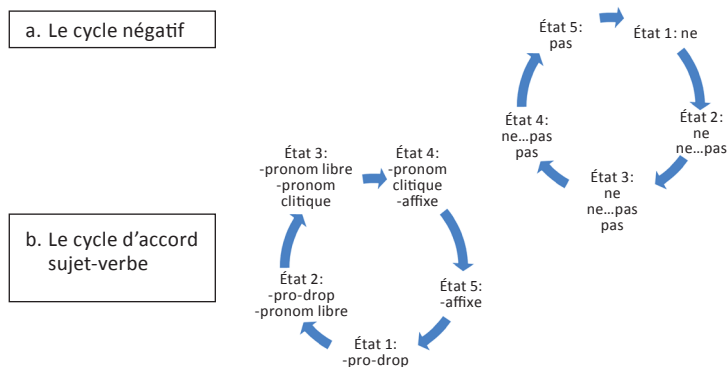 a. Le cycle négatif
État 5:
pas
État 1: ne
État 2:
ne
ne...pas
État 3:
ne
ne...pas
pas
État 4:
ne...pas
pas
b. Le cycle d'accord
sujet-verbe
État 3:
-pronom libre
-pronom
clitique
État 4:
-pronom
clitique
-affixe
État 5:
-affixe
État 1:
-pro-drop
État 2:
-pro-drop
-pronom libre